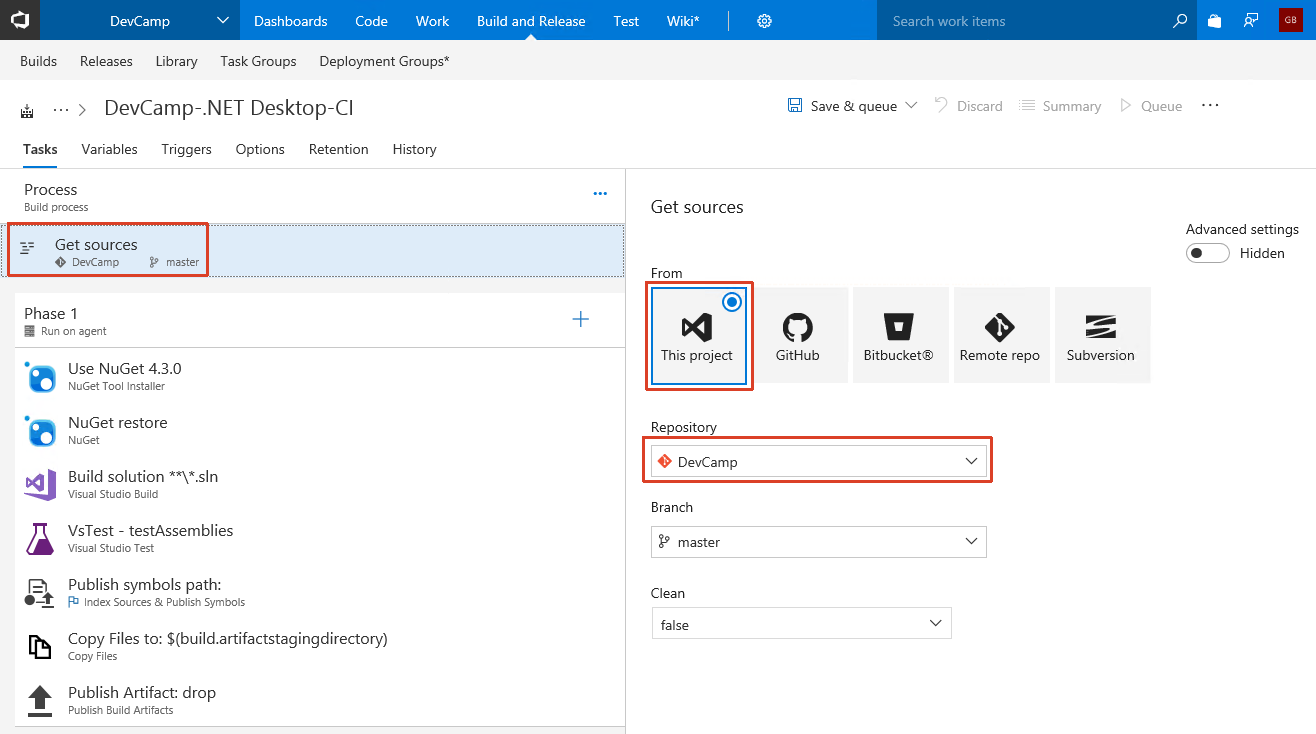 DevCamp Dashboards Code Work Build and Release Test Wiki* Search work items GB
Builds Releases Library Task Groups Deployment Groups*
... DevCamp-.NET Desktop-CI Save & queue Discard Summary Queue ...
Tasks Variables Triggers Options Retention History
Process
Build process
Get sources
DevCamp master
Phase 1
Run on agent
Use NuGet 4.3.0
NuGet Tool Installer
NuGet restore
NuGet
Build solution **\*.sln
Visual Studio Build
VsTest - testAssemblies
Visual Studio Test
Publish symbols path:
Index Sources & Publish Symbols
Copy Files to: $(build.artifactstagingdirectory)
Copy Files
Publish Artifact: drop
Publish Build Artifacts
Get sources
Advanced settings
Hidden
From
This project GitHub Bitbucket® Remote repo Subversion
Repository
DevCamp
Branch
master
Clean
false